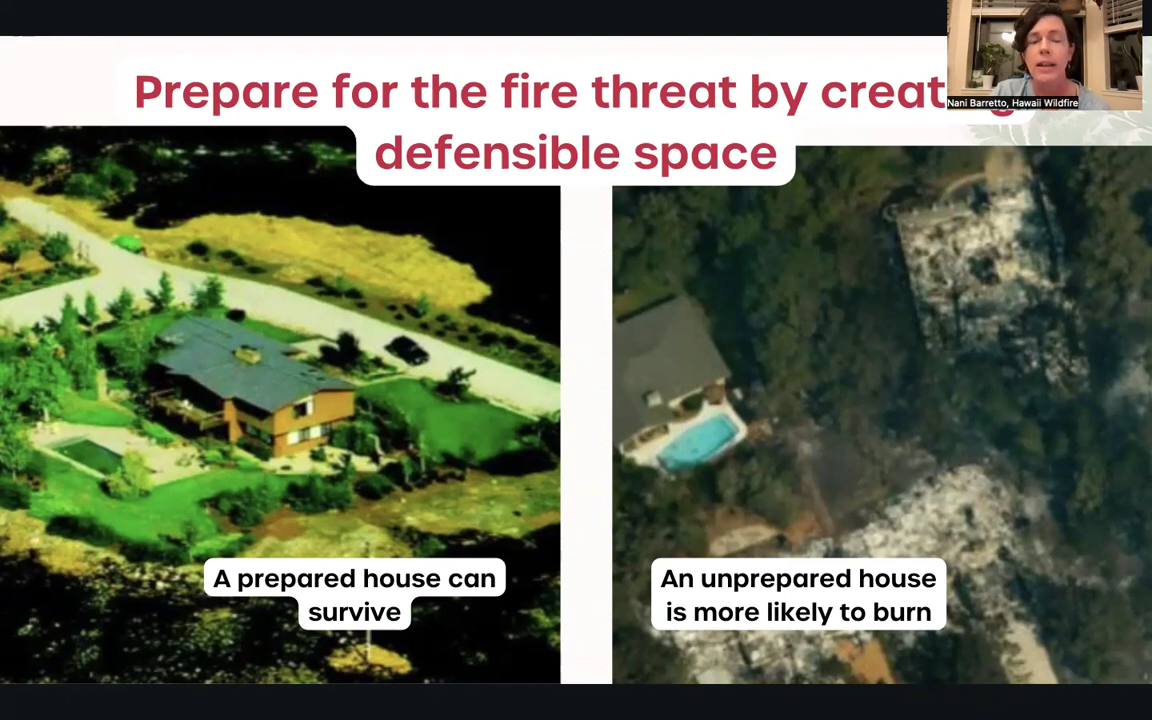 Prepare for the fire threat by creat g
defensible space
Nani Barretto, Hawaii Wildfire
A prepared house can
survive
An unprepared house
is more likely to burn